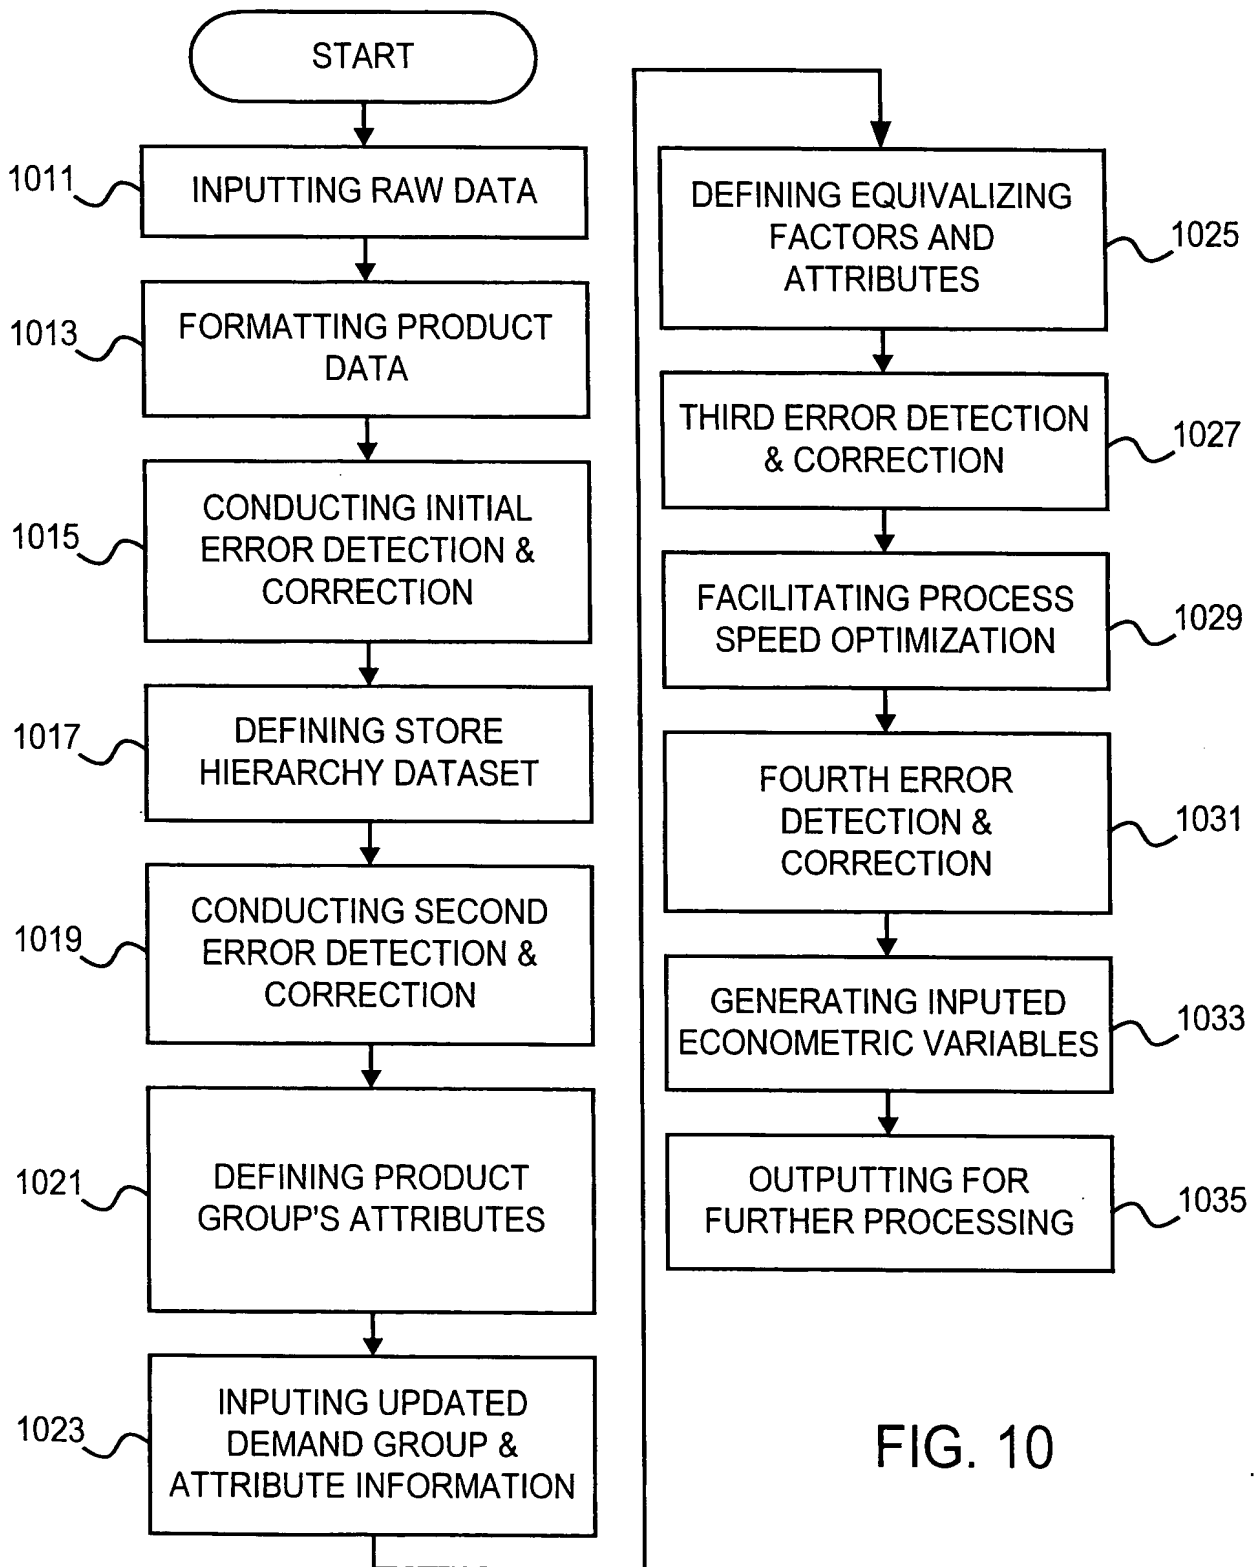 START
1011
INPUTTING RAW DATA
1013
FORMATTING PRODUCT
DATA
1015
CONDUCTING INITIAL
ERROR DETECTION &
CORRECTION
1017
DEFINING STORE
HIERARCHY DATASET
1019
CONDUCTING SECOND
ERROR DETECTION &
CORRECTION
1021
DEFINING PRODUCT
GROUP'S ATTRIBUTES
1023
INPUTING UPDATED
DEMAND GROUP &
ATTRIBUTE INFORMATION
DEFINING EQUIVALIZING
FACTORS AND
ATTRIBUTES
1025
THIRD ERROR DETECTION
& CORRECTION
1027
FACILITATING PROCESS
SPEED OPTIMIZATION
1029
FOURTH ERROR
DETECTION &
CORRECTION
1031
GENERATING INPUTED
ECONOMETRIC VARIABLES
1033
OUTPUTTING FOR
FURTHER PROCESSING
1035
FIG. 10